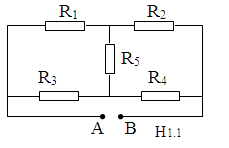 R₁ R₂
R₅
R₃ R₄
A B H1.1